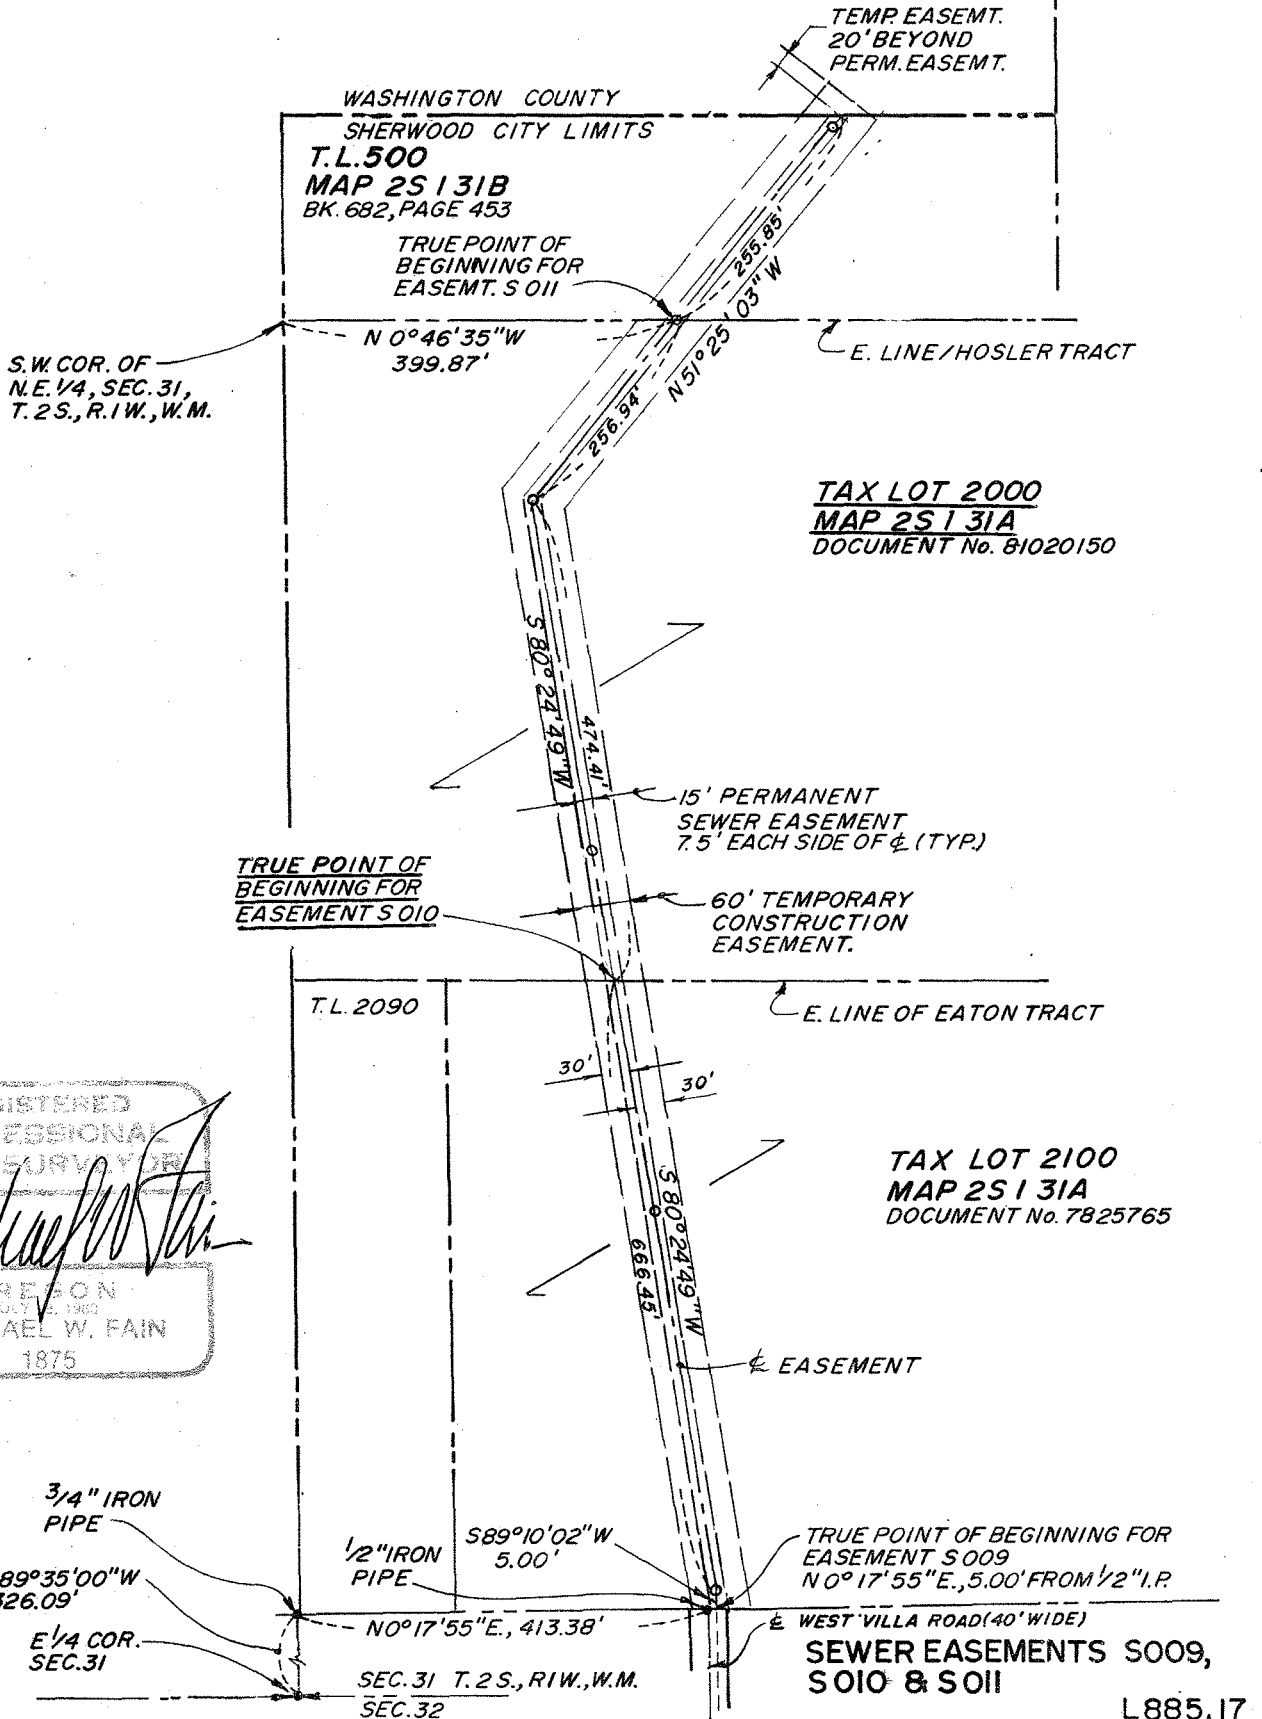 TEMP. EASEMT.
20' BEYOND
PERM. EASEMT.
WASHINGTON COUNTY
SHERWOOD CITY LIMITS
T.L.500
MAP 2S 1 31B
BK. 682, PAGE 453
TRUE POINT OF
BEGINNING FOR
EASEMT. S 011
255.85'
N 51° 25' 03" W
N 0°46'35"W
399.87'
E. LINE/HOSLER TRACT
S.W. COR. OF
N.E. 1/4, SEC. 31,
T. 2 S., R. 1 W., W.M.
256.94'
TAX LOT 2000
MAP 2S 1 31A
DOCUMENT No. 81020150
S 80° 24' 49" W
474.41'
15' PERMANENT
SEWER EASEMENT
7.5' EACH SIDE OF ℄ (TYP.)
TRUE POINT OF
BEGINNING FOR
EASEMENT S 010
60' TEMPORARY
CONSTRUCTION
EASEMENT.
T.L. 2090
E. LINE OF EATON TRACT
30'
30'
TAX LOT 2100
MAP 2S 1 31A
DOCUMENT No. 7825765
S 80° 24' 49" W
666.45'
GISTERED
ESSIONAL
SURVEYOR
REGON
AEL W. FAIN
1875
℄ EASEMENT
3/4" IRON
PIPE
1/2" IRON
PIPE
S89°10'02"W
5.00'
TRUE POINT OF BEGINNING FOR
EASEMENT S009
N 0° 17' 55" E., 5.00' FROM 1/2" I.P.
89°35'00"W
326.09'
N0°17'55"E., 413.38'
℄ WEST VILLA ROAD (40' WIDE)
E 1/4 COR.
SEC. 31
SEC. 31 T. 2 S., R1W., W.M.
SEC. 32
SEWER EASEMENTS S009,
S010 & S011
L885.17